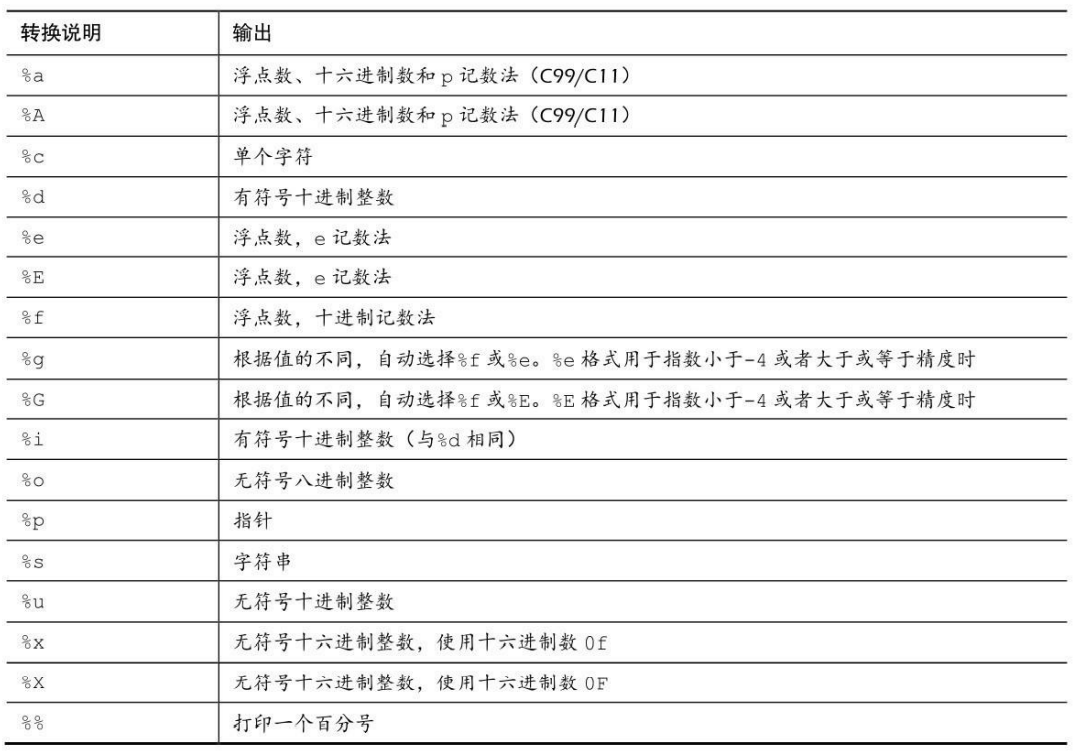 转换说明 输出
%a 浮点数、十六进制数和 p 记数法（C99/C11）
%A 浮点数、十六进制数和 p 记数法（C99/C11）
%c 单个字符
%d 有符号十进制整数
%e 浮点数，e 记数法
%E 浮点数，e 记数法
%f 浮点数，十进制记数法
%g 根据值的不同，自动选择%f 或%e。%e 格式用于指数小于-4 或者大于或等于精度时
%G 根据值的不同，自动选择%f 或%E。%E 格式用于指数小于-4 或者大于或等于精度时
%i 有符号十进制整数（与%d 相同）
%o 无符号八进制整数
%p 指针
%s 字符串
%u 无符号十进制整数
%x 无符号十六进制整数，使用十六进制数 0f
%X 无符号十六进制整数，使用十六进制数 0F
%% 打印一个百分号